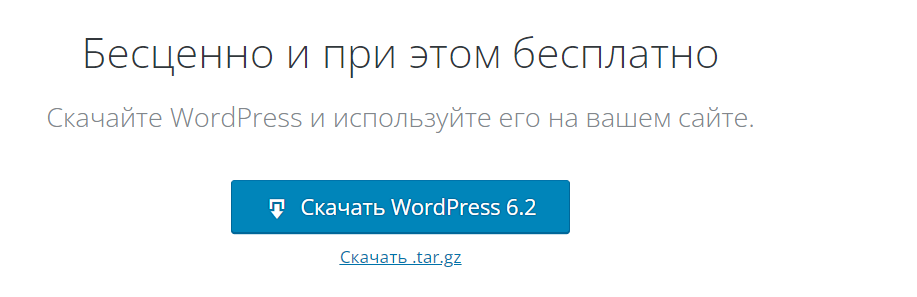 Бесценно и при этом бесплатно
Скачайте WordPress и используйте его на вашем сайте.
Скачать WordPress 6.2
Скачать .tar.gz